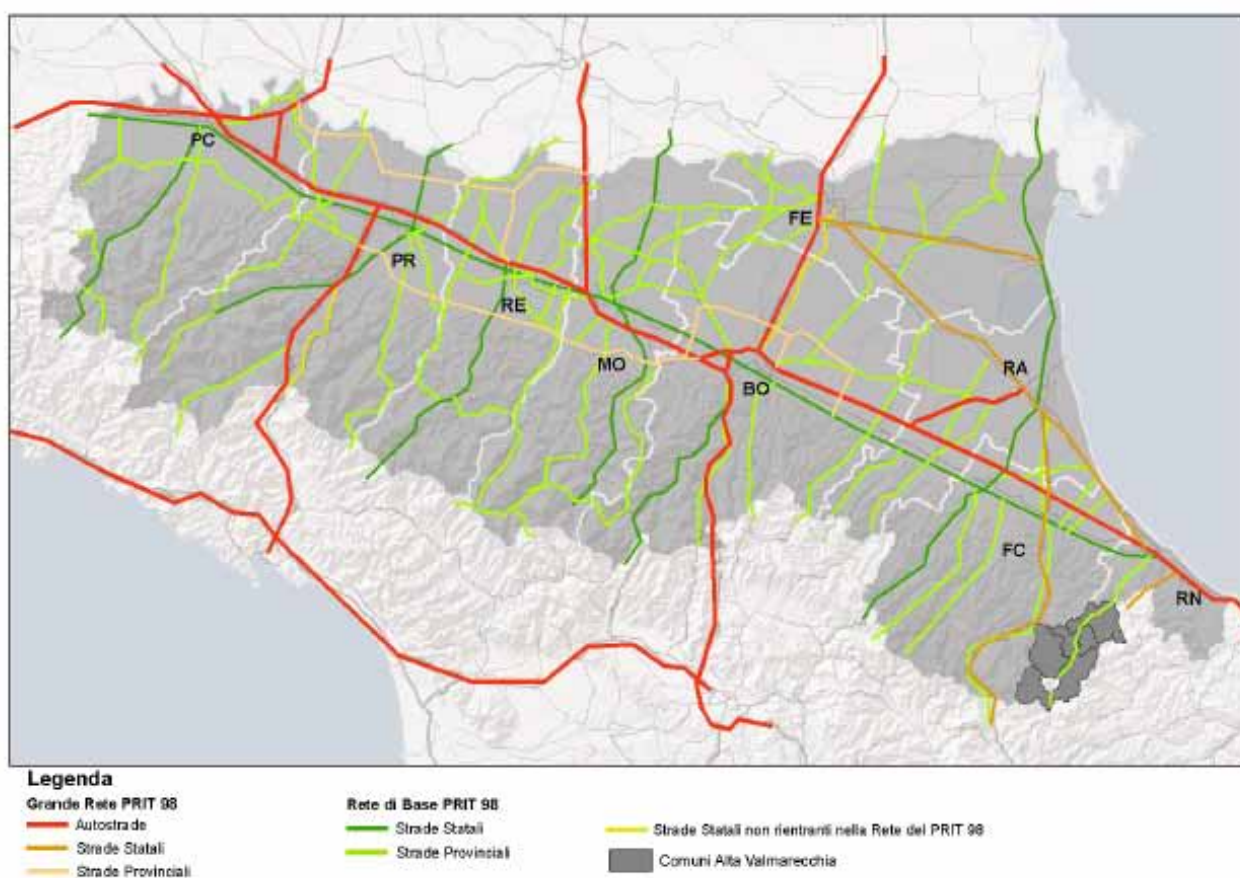 PC
FE
PR
RE
RA
MO
BO
FC
RN
Legenda
Grande Rete PRIT 98
Autostrade
Strade Statali
Strade Provinciali
Rete di Base PRIT 98
Strade Statali
Strade Provinciali
Strade Statali non rientranti nella Rete del PRIT 98
Comuni Alta Valmarecchia